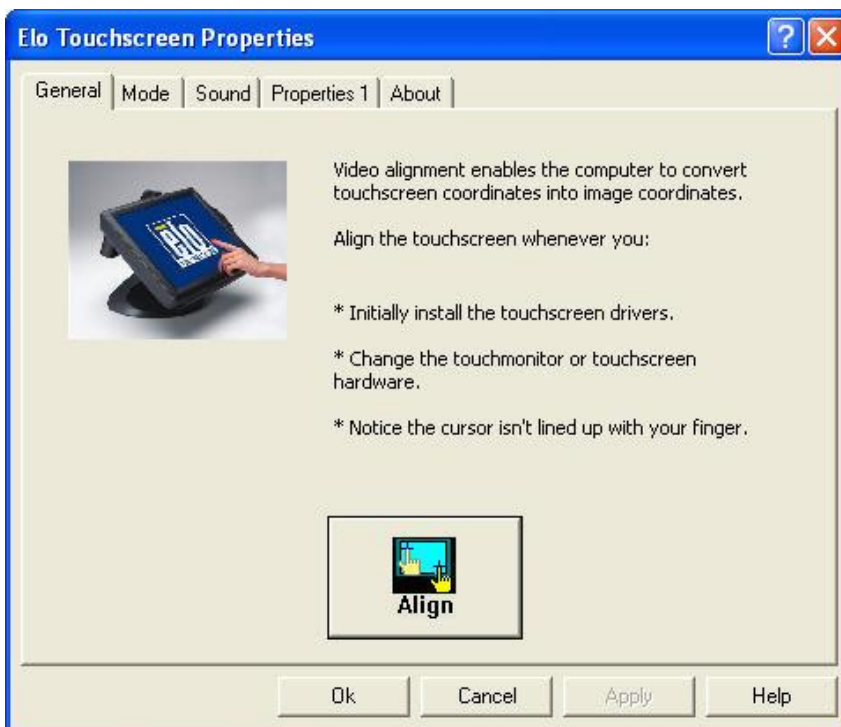 Elo Touchscreen Properties
General Mode Sound Properties 1 About
Video alignment enables the computer to convert
touchscreen coordinates into image coordinates.
Align the touchscreen whenever you:
* Initially install the touchscreen drivers.
* Change the touchmonitor or touchscreen
hardware.
* Notice the cursor isn't lined up with your finger.
elo
Align
Ok Cancel Apply Help